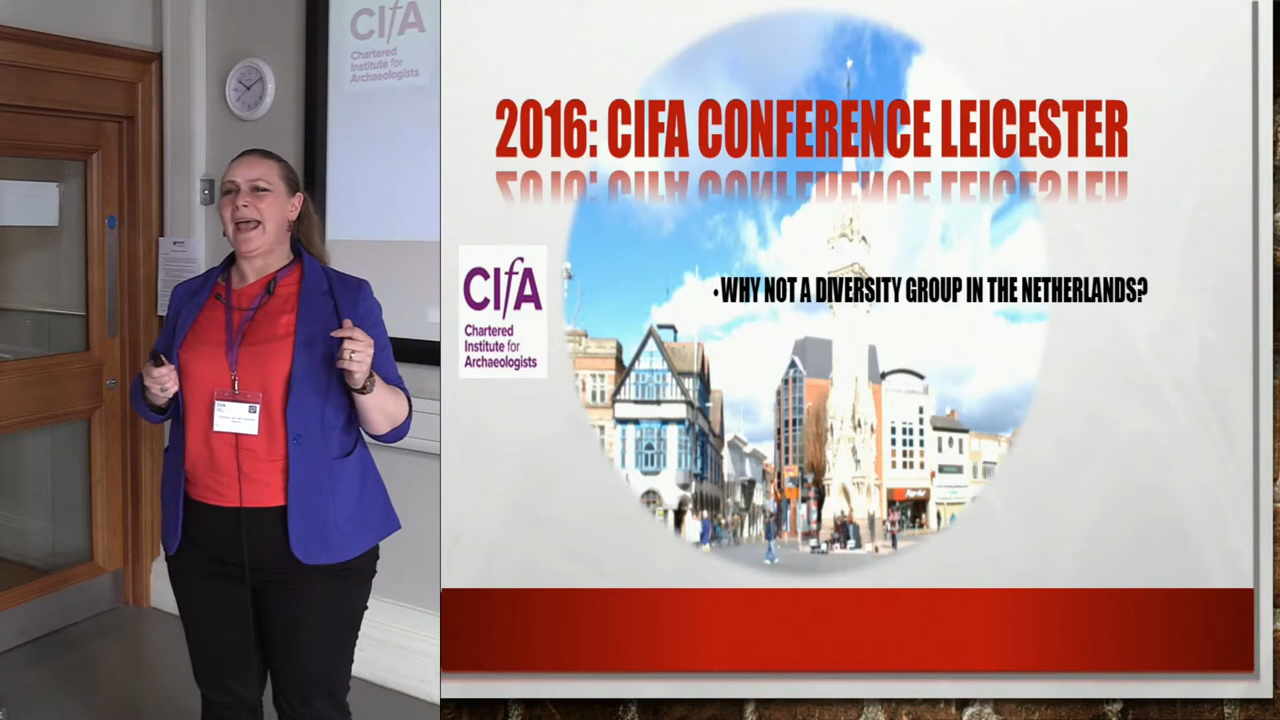 CIfA
Chartered
Institute for
Archaeologists
2016: CIFA CONFERENCE LEICESTER
CIfA
Chartered
Institute for
Archaeologists
•WHY NOT A DIVERSITY GROUP IN THE NETHERLANDS?